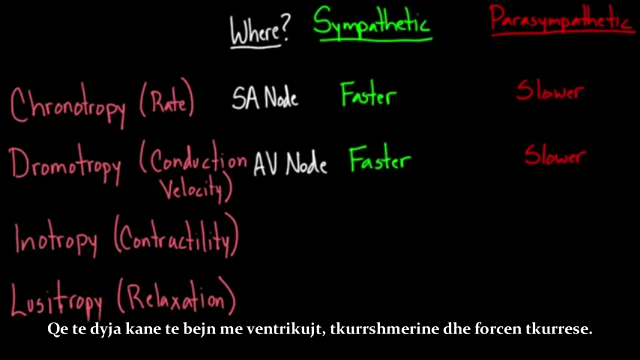 Where? Sympathetic Parasympathetic
Chronotropy (Rate) SA Node Faster Slower
Dromotropy (Conduction Velocity) AV Node Faster Slower
Inotropy (Contractility)
Lusitropy (Relaxation)
Qe te dyja kane te bejn me ventrikujt, tkurrshmerine dhe forcen tkurrese.